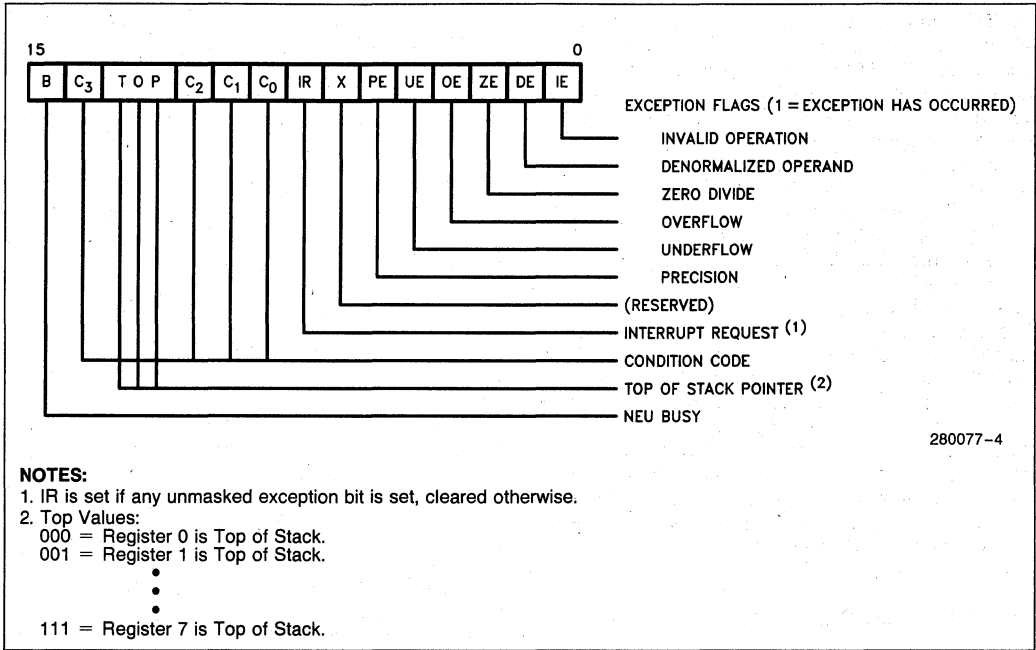 15 0
B C₃ T O P C₂ C₁ C₀ IR X PE UE OE ZE DE IE
EXCEPTION FLAGS (1 = EXCEPTION HAS OCCURRED)
INVALID OPERATION
DENORMALIZED OPERAND
ZERO DIVIDE
OVERFLOW
UNDERFLOW
PRECISION
(RESERVED)
INTERRUPT REQUEST (1)
CONDITION CODE
TOP OF STACK POINTER (2)
NEU BUSY
280077-4
NOTES:
1. IR is set if any unmasked exception bit is set, cleared otherwise.
2. Top Values:
000 = Register 0 is Top of Stack.
001 = Register 1 is Top of Stack.
111 = Register 7 is Top of Stack.